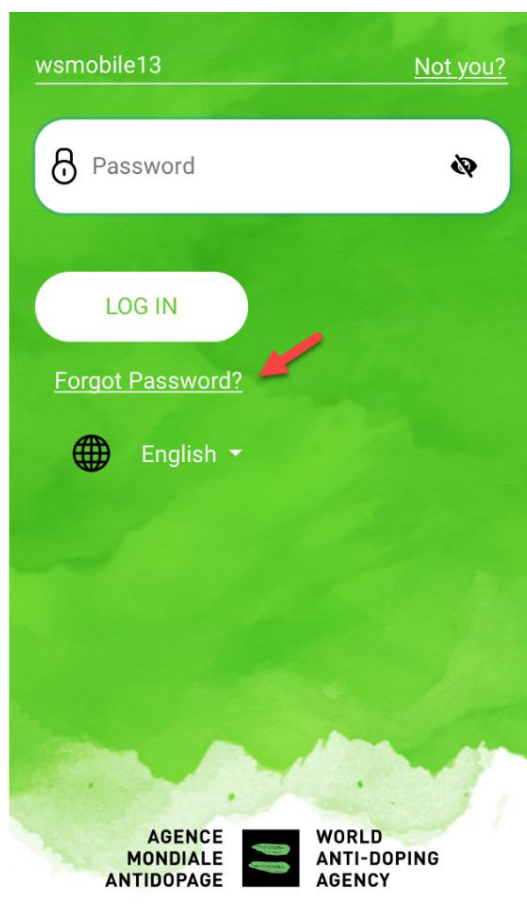 wsmobile13 Not you?
Password
LOG IN
Forgot Password?
English
AGENCE
MONDIALE
ANTIDOPAGE
WORLD
ANTI-DOPING
AGENCY